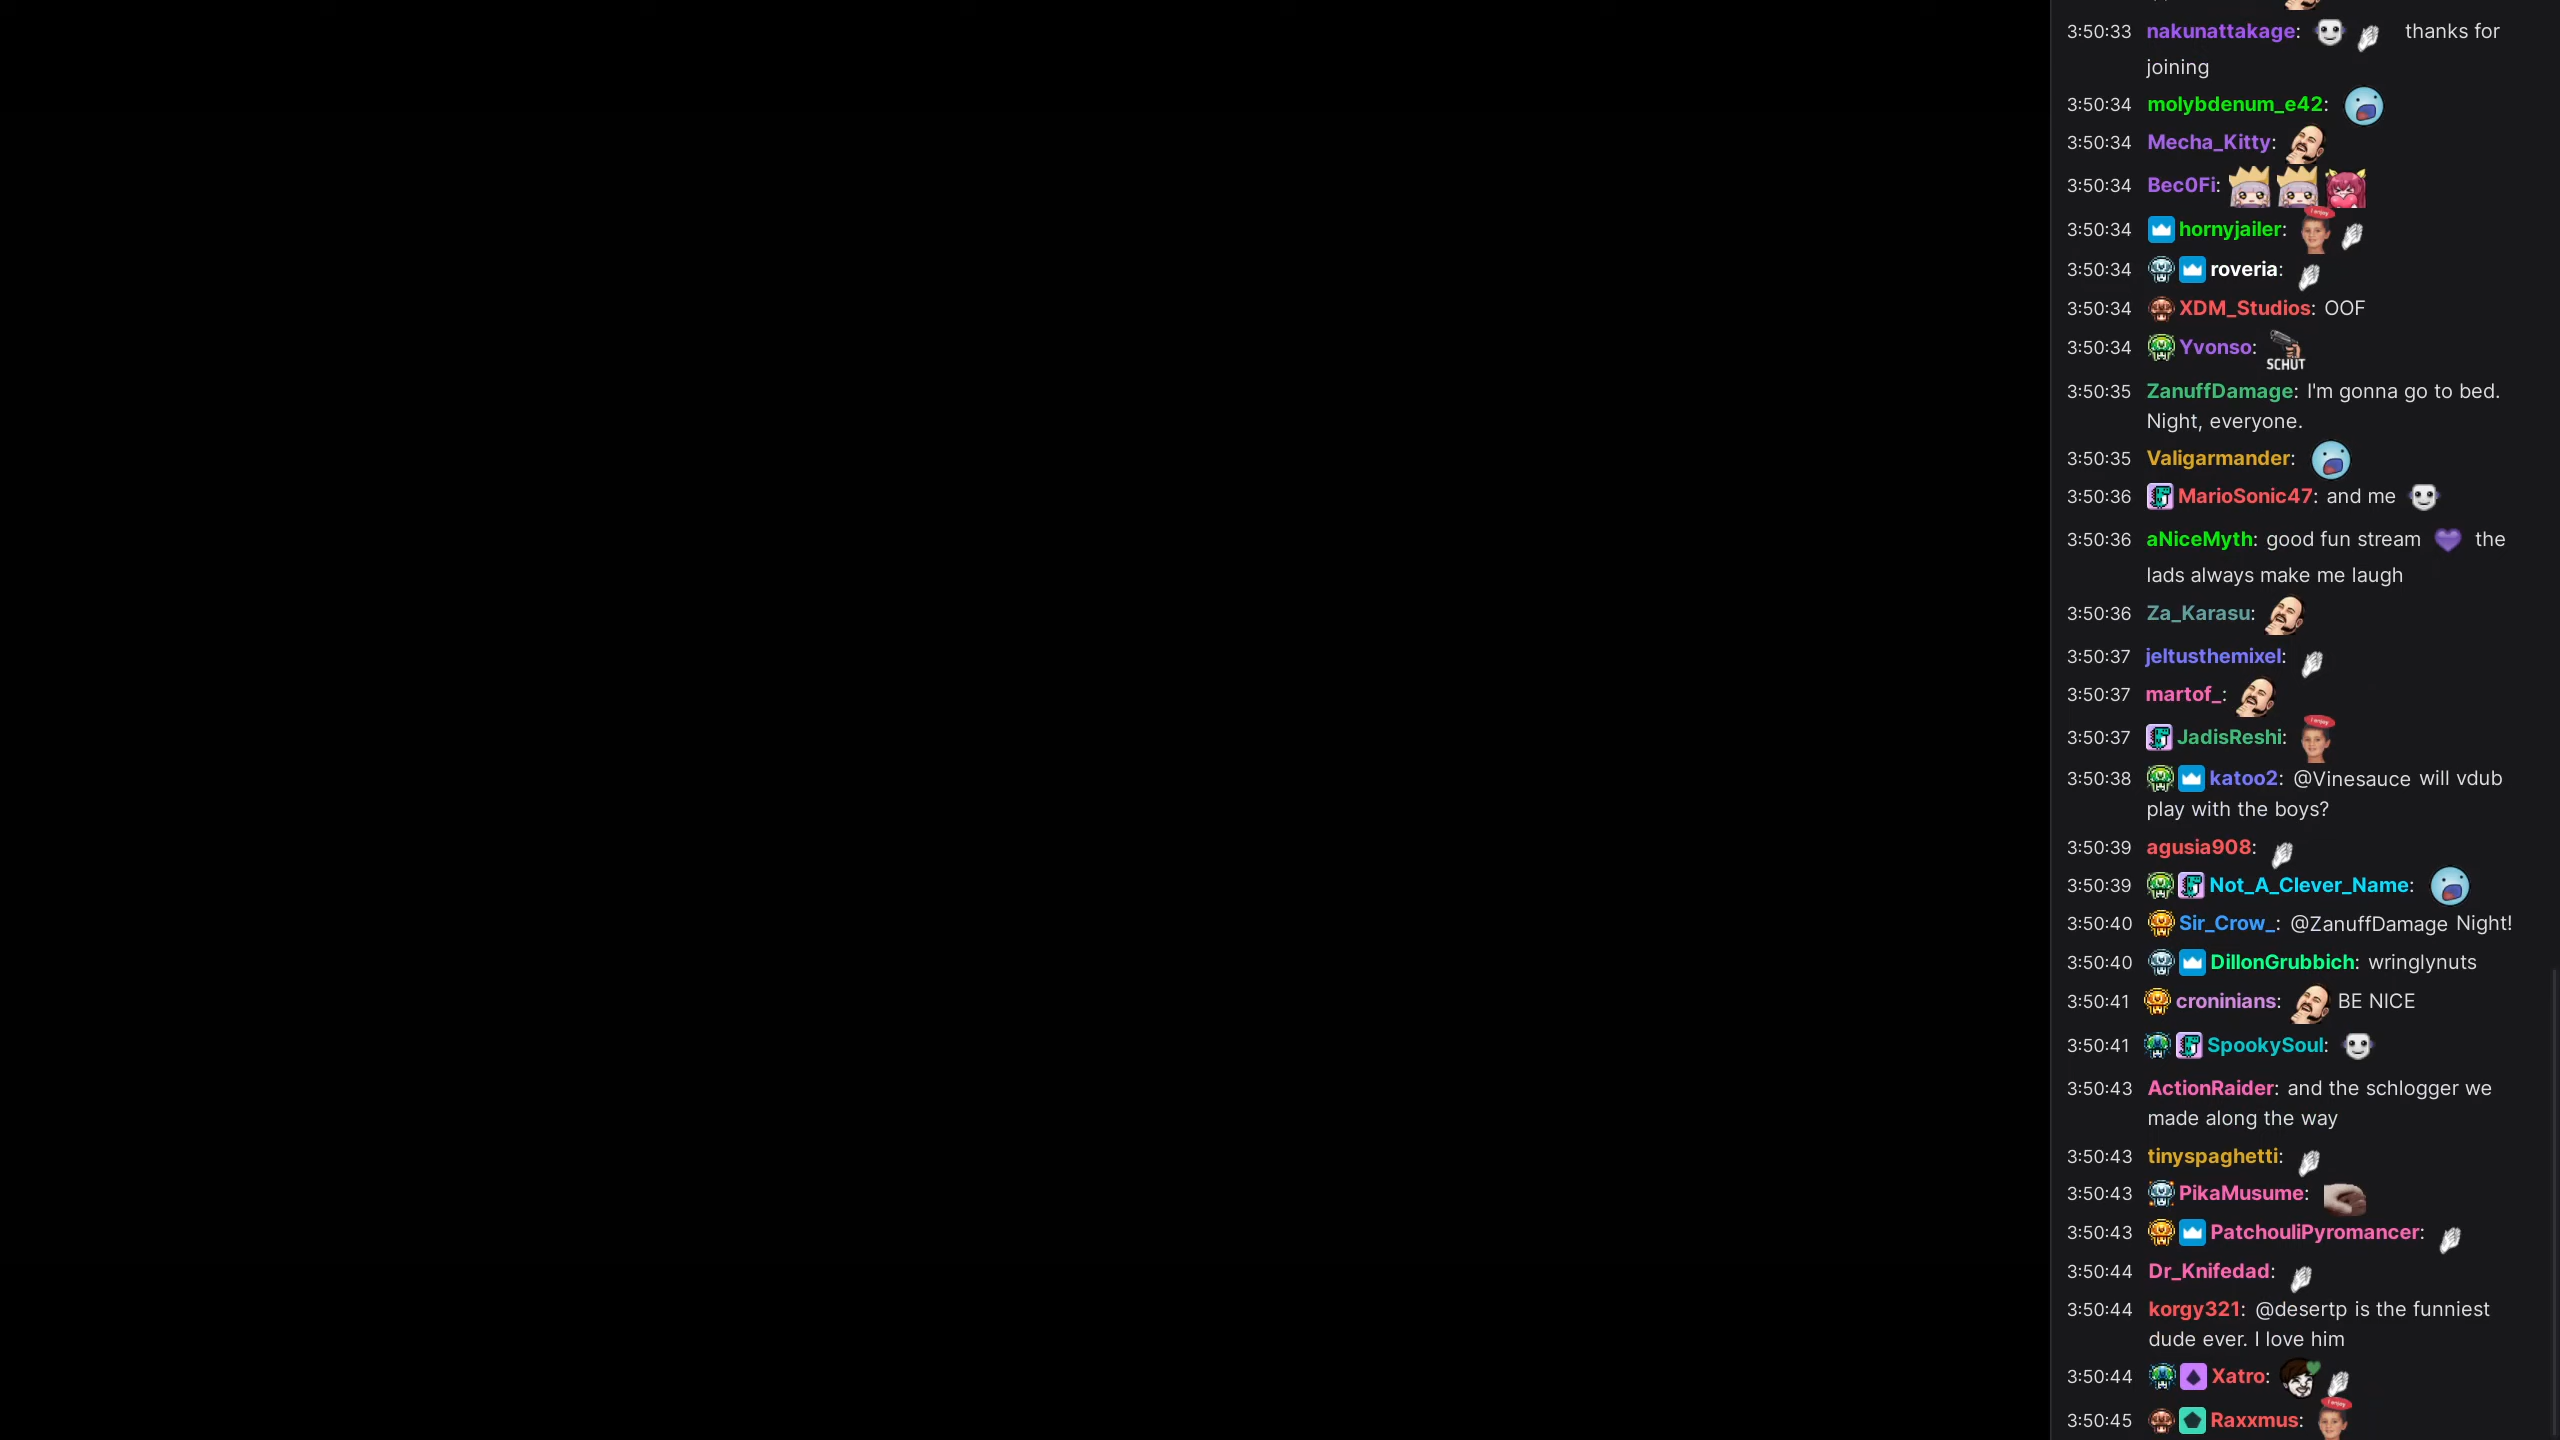 3:50:33 nakunattakage: thanks for
joining
3:50:34 molybdenum_e42:
3:50:34 Mecha_Kitty:
3:50:34 Bec0Fi:
3:50:34 hornyjailer:
3:50:34 roveria:
3:50:34 XDM_Studios: OOF
3:50:34 Yvonso: SCHUT
3:50:35 ZanuffDamage: I'm gonna go to bed.
Night, everyone.
3:50:35 Valigarmander:
3:50:36 MarioSonic47: and me
3:50:36 aNiceMyth: good fun stream the
lads always make me laugh
3:50:36 Za_Karasu:
3:50:37 jeltusthemixel:
3:50:37 martof_:
3:50:37 JadisReshi:
3:50:38 katoo2: @Vinesauce will vdub
play with the boys?
3:50:39 agusia908:
3:50:39 Not_A_Clever_Name:
3:50:40 Sir_Crow_: @ZanuffDamage Night!
3:50:40 DillonGrubbich: wringlynuts
3:50:41 croninians: BE NICE
3:50:41 SpookySoul:
3:50:43 ActionRaider: and the schlogger we
made along the way
3:50:43 tinyspaghetti:
3:50:43 PikaMusume:
3:50:43 PatchouliPyromancer:
3:50:44 Dr_Knifedad:
3:50:44 korgy321: @desertp is the funniest
dude ever. I love him
3:50:44 Xatro:
3:50:45 Raxxmus: